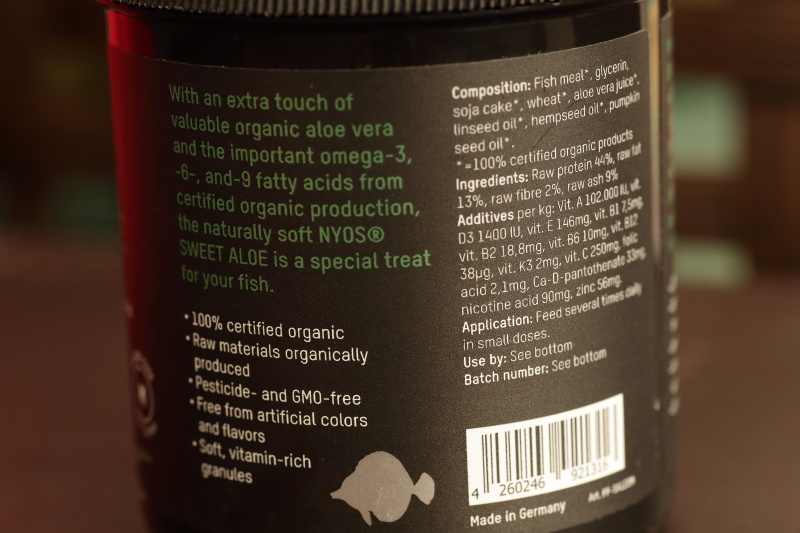 With an extra touch of
valuable organic aloe vera
and the important omega-3,
-6-, and-9 fatty acids from
certified organic production,
the naturally soft NYOS®
SWEET ALOE is a special treat
for your fish.
• 100% certified organic
• Raw materials organically
produced
• Pesticide- and GMO-free
• Free from artificial colors
and flavors
• Soft, vitamin-rich
granules
Composition: Fish meal*, glycerin,
soja cake*, wheat*, aloe vera juice*,
linseed oil*, hempseed oil*, pumpkin
seed oil*.
*=100% certified organic products
Ingredients: Raw protein 44%, raw fat
13%, raw fibre 2%, raw ash 9%
Additives per kg: Vit. A 102.000 IU, vit.
D3 1400 IU, vit. E 146mg, vit. B1 7,5mg,
vit. B2 18,8mg, vit. B6 10mg, vit. B12
38µg, vit. K3 2mg, vit. C 250mg, folic
acid 2,1mg, Ca-D-pantothenate 33mg,
nicotine acid 90mg, zinc 56mg.
Application: Feed several times daily
in small doses.
Use by: See bottom
Batch number: See bottom
4 260246 921316
Made in Germany